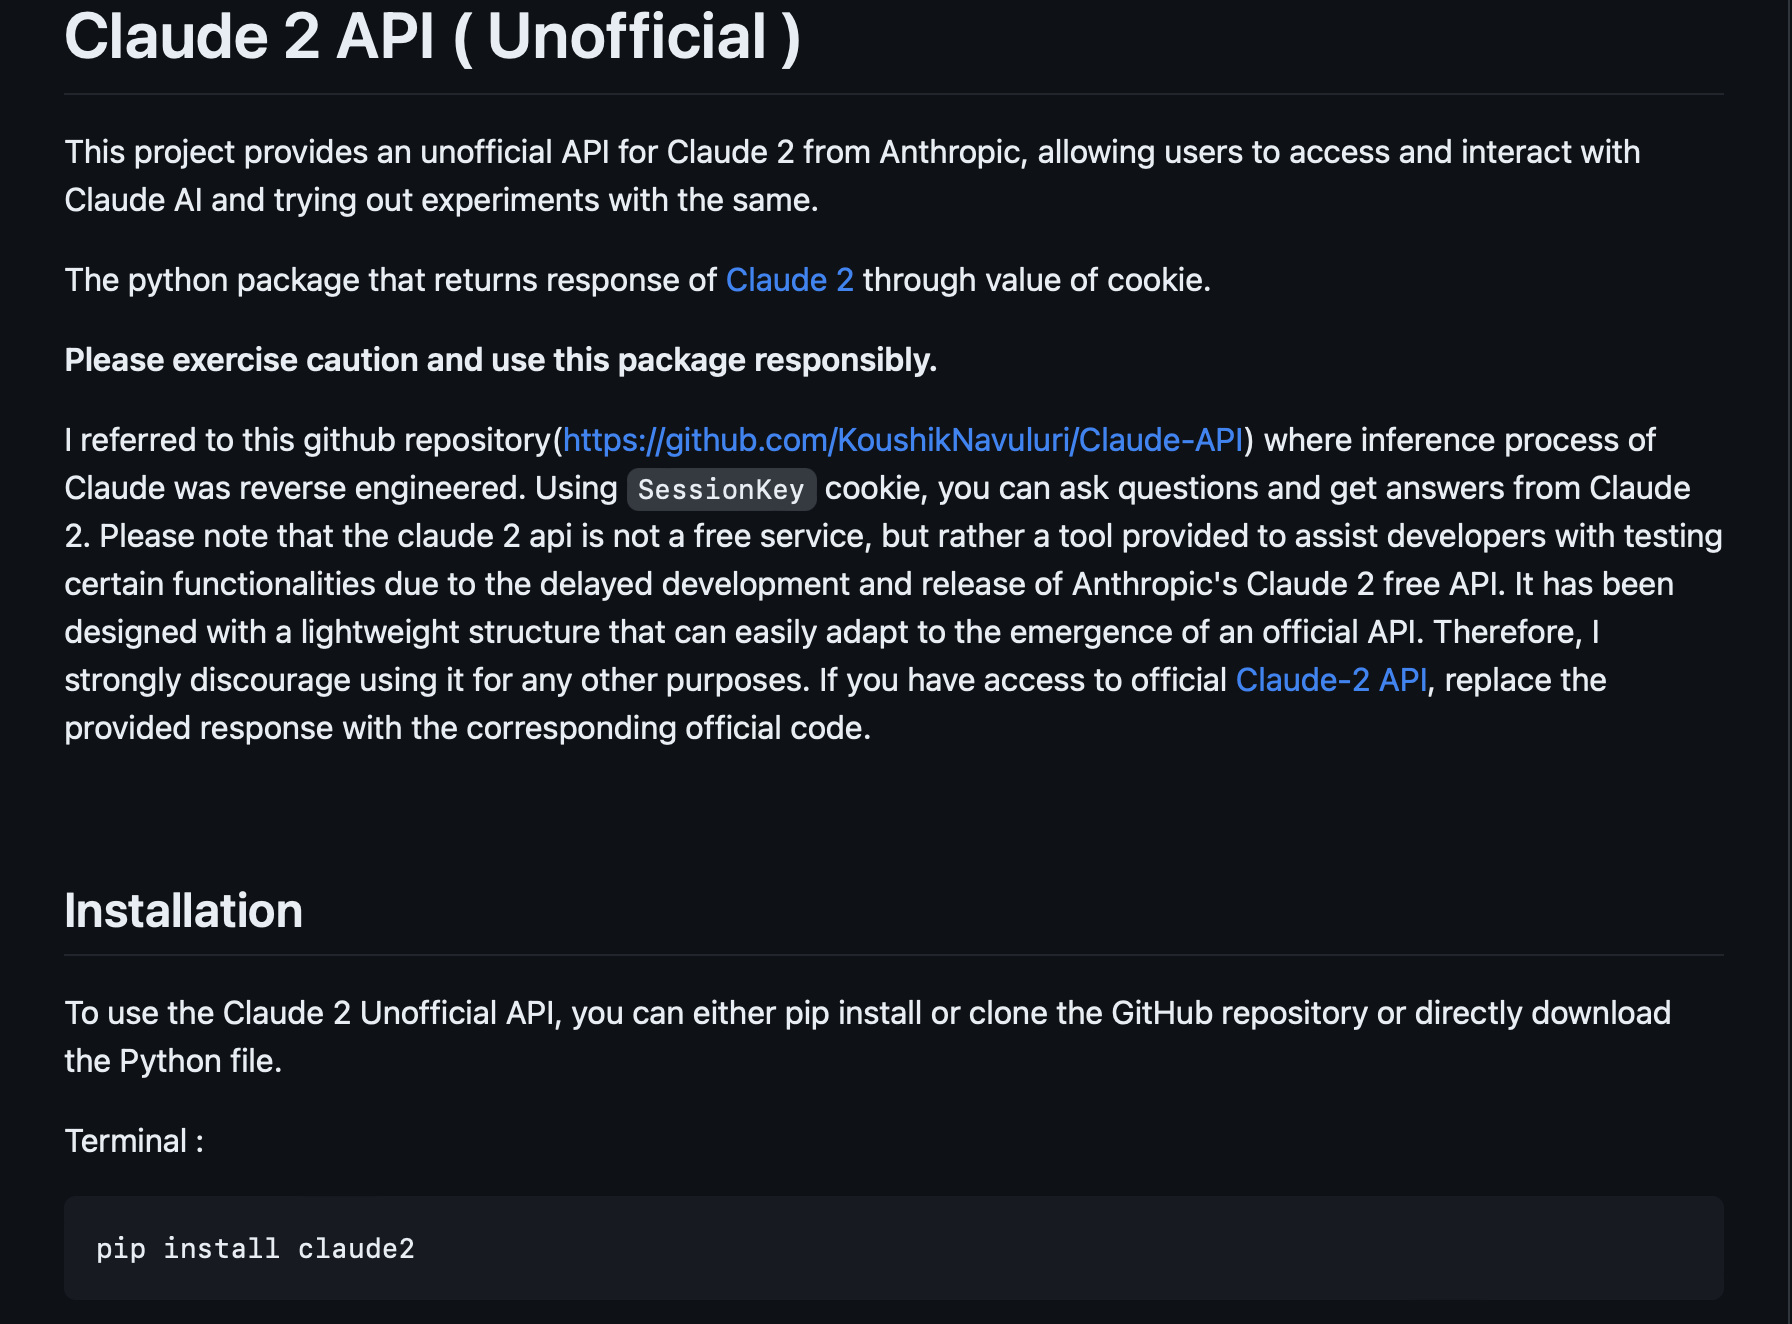 Claude 2 API ( Unofficial )
This project provides an unofficial API for Claude 2 from Anthropic, allowing users to access and interact with
Claude AI and trying out experiments with the same.
The python package that returns response of Claude 2 through value of cookie.
Please exercise caution and use this package responsibly.
I referred to this github repository(https://github.com/KoushikNavuluri/Claude-API) where inference process of
Claude was reverse engineered. Using SessionKey cookie, you can ask questions and get answers from Claude
2. Please note that the claude 2 api is not a free service, but rather a tool provided to assist developers with testing
certain functionalities due to the delayed development and release of Anthropic's Claude 2 free API. It has been
designed with a lightweight structure that can easily adapt to the emergence of an official API. Therefore, I
strongly discourage using it for any other purposes. If you have access to official Claude-2 API, replace the
provided response with the corresponding official code.
Installation
To use the Claude 2 Unofficial API, you can either pip install or clone the GitHub repository or directly download
the Python file.
Terminal :
pip install claude2